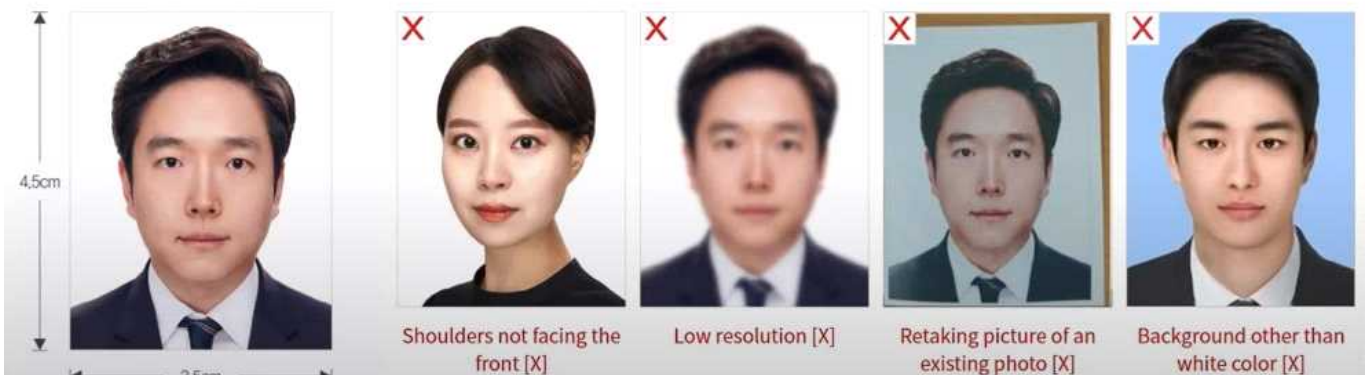 4,5cm
X
X
X
X
Shoulders not facing the
front [X]
Low resolution [X]
Retaking picture of an
existing photo [X]
Background other than
white color [X]